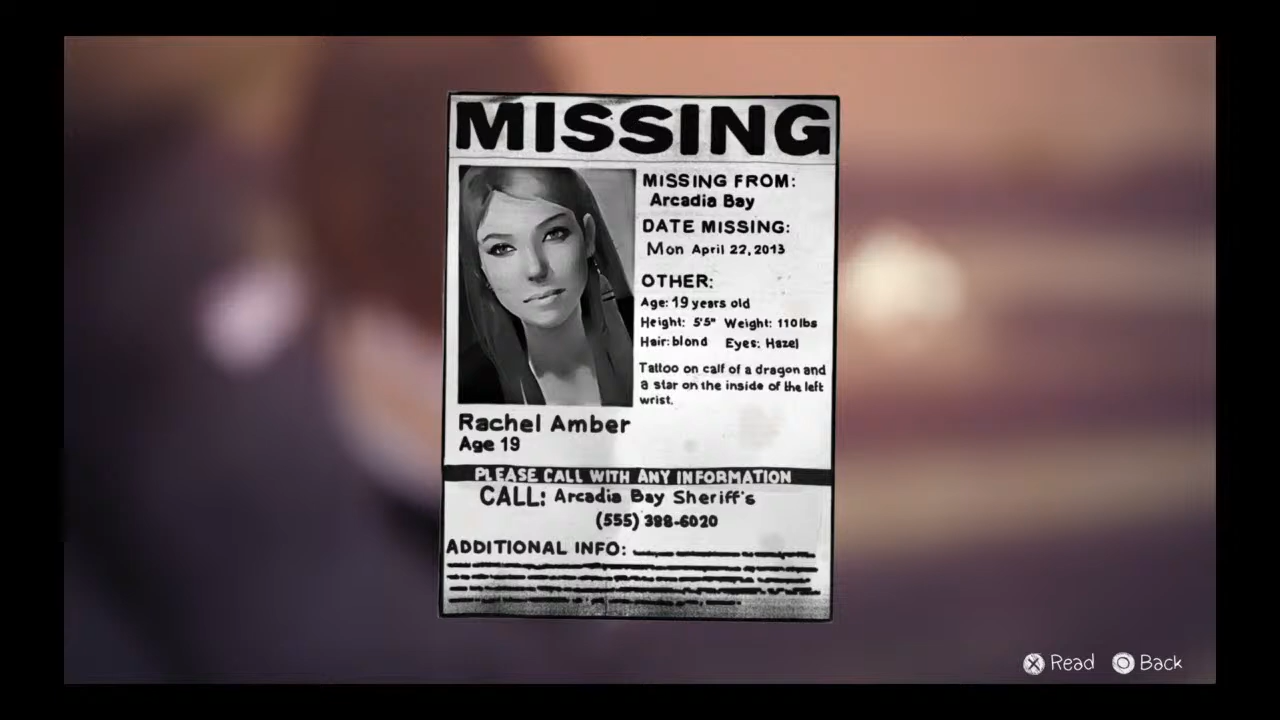 MISSING
MISSING FROM:
Arcadia Bay
DATE MISSING:
Mon April 22, 2013
OTHER:
Age: 19 years old
Height: 5'5" Weight: 110lbs
Hair: blond Eyes: Hazel
Tattoo on calf of a dragon and
a star on the inside of the left
wrist.
Rachel Amber
Age 19
PLEASE CALL WITH ANY INFORMATION
CALL: Arcadia Bay Sheriff's
(555) 398-6020
ADDITIONAL INFO:
Read Back